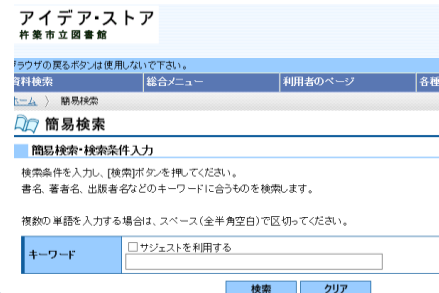 アイデア・ストア
杵築市立図書館
ブラウザの戻るボタンは使用しないで下さい。
資料検索 総合メニュー 利用者のページ 各種
ホーム 〉 簡易検索
簡易検索
簡易検索・検索条件入力
検索条件を入力し、[検索]ボタンを押してください。
書名、著者名、出版者名などのキーワードに合うものを検索します。
複数の単語を入力する場合は、スペース(全半角空白)で区切ってください。
キーワード
サジェストを利用する
検索 クリア